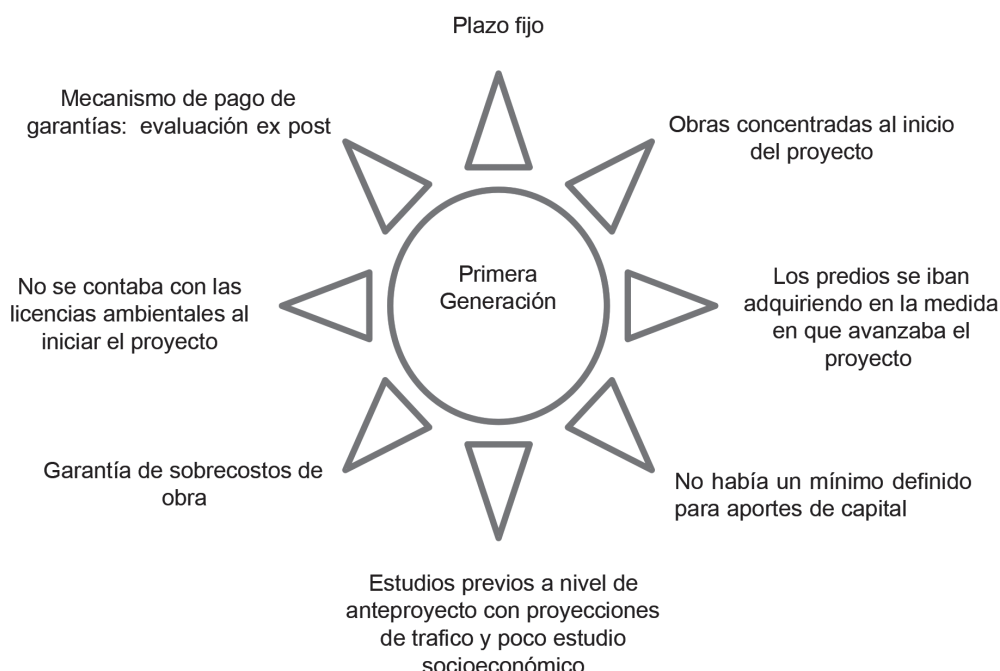 Plazo fijo
Mecanismo de pago de
garantías: evaluación ex post
Obras concentradas al inicio
del proyecto
No se contaba con las
licencias ambientales al
iniciar el proyecto
Primera
Generación
Los predios se iban
adquiriendo en la medida
en que avanzaba el
proyecto
Garantía de sobrecostos de
obra
No había un mínimo definido
para aportes de capital
Estudios previos a nivel de
anteproyecto con proyecciones
de trafico y poco estudio
socioeconómico